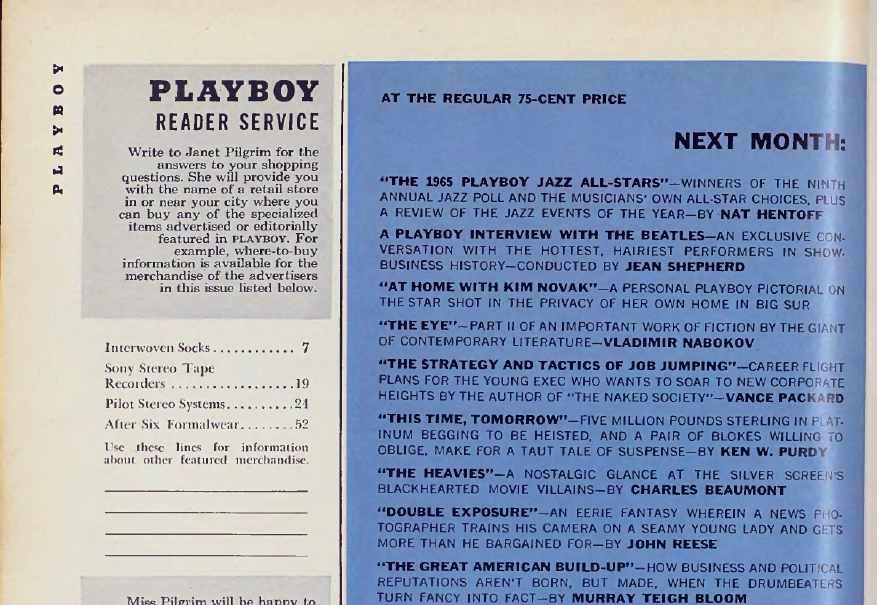 PLAYBOY
PLAYBOY
READER SERVICE
Write to Janet Pilgrim for the
answers to your shopping
questions. She will provide you
with the name of a retail store
in or near your city where you
can buy any of the specialized
items advertised or editorially
featured in PLAYBOY. For
example, where-to-buy
information is available for the
merchandise of the advertisers
in this issue listed below.
Interwoven Socks ............ 7
Sony Stereo Tape
Recorders ..................19
Pilot Stereo Systems..........24
After Six Formalwear........52
Use these lines for information
about other featured merchandise.
Miss Pilgrim will be happy to
AT THE REGULAR 75-CENT PRICE
NEXT MONTH:
"THE 1965 PLAYBOY JAZZ ALL-STARS"—WINNERS OF THE NINTH
ANNUAL JAZZ POLL AND THE MUSICIANS' OWN ALL-STAR CHOICES, PLUS
A REVIEW OF THE JAZZ EVENTS OF THE YEAR—BY NAT HENTOFF
A PLAYBOY INTERVIEW WITH THE BEATLES—AN EXCLUSIVE CON-
VERSATION WITH THE HOTTEST, HAIRIEST PERFORMERS IN SHOW-
BUSINESS HISTORY—CONDUCTED BY JEAN SHEPHERD
"AT HOME WITH KIM NOVAK"—A PERSONAL PLAYBOY PICTORIAL ON
THE STAR SHOT IN THE PRIVACY OF HER OWN HOME IN BIG SUR
"THE EYE"—PART II OF AN IMPORTANT WORK OF FICTION BY THE GIANT
OF CONTEMPORARY LITERATURE—VLADIMIR NABOKOV
"THE STRATEGY AND TACTICS OF JOB JUMPING"—CAREER FLIGHT
PLANS FOR THE YOUNG EXEC WHO WANTS TO SOAR TO NEW CORPORATE
HEIGHTS BY THE AUTHOR OF "THE NAKED SOCIETY"—VANCE PACKARD
"THIS TIME, TOMORROW"—FIVE MILLION POUNDS STERLING IN PLAT-
INUM BEGGING TO BE HEISTED, AND A PAIR OF BLOKES WILLING TO
OBLIGE, MAKE FOR A TAUT TALE OF SUSPENSE—BY KEN W. PURDY
"THE HEAVIES"—A NOSTALGIC GLANCE AT THE SILVER SCREEN'S
BLACKHEARTED MOVIE VILLAINS—BY CHARLES BEAUMONT
"DOUBLE EXPOSURE"—AN EERIE FANTASY WHEREIN A NEWS PHO-
TOGRAPHER TRAINS HIS CAMERA ON A SEAMY YOUNG LADY AND GETS
MORE THAN HE BARGAINED FOR—BY JOHN REESE
"THE GREAT AMERICAN BUILD-UP"—HOW BUSINESS AND POLITICAL
REPUTATIONS AREN'T BORN, BUT MADE, WHEN THE DRUMBEATERS
TURN FANCY INTO FACT—BY MURRAY TEIGH BLOOM